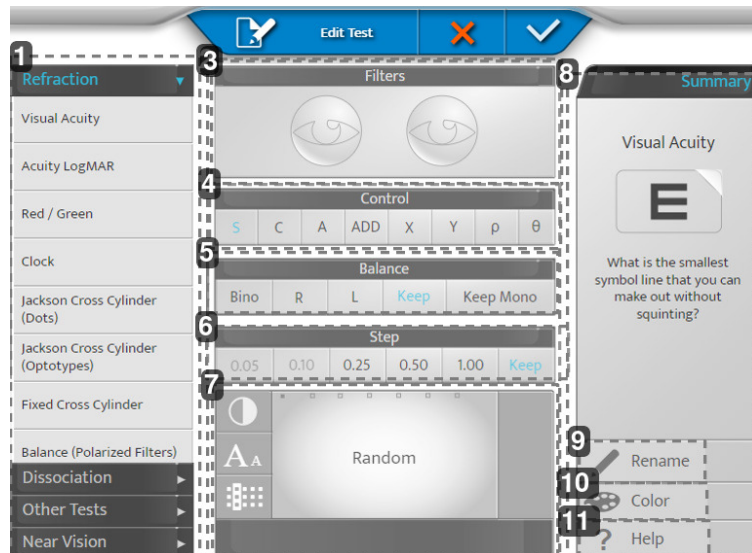 Edit Test
1
Refraction
Visual Acuity
Acuity LogMAR
Red / Green
Clock
Jackson Cross Cylinder
(Dots)
Jackson Cross Cylinder
(Optotypes)
Fixed Cross Cylinder
Balance (Polarized Filters)
Dissociation
Other Tests
Near Vision
3
Filters
4
Control
S C A ADD X Y ρ θ
5
Balance
Bino R L Keep Keep Mono
6
Step
0.05 0.10 0.25 0.50 1.00 Keep
7
A A
Random
8
Summary
Visual Acuity
E
What is the smallest
symbol line that you can
make out without
squinting?
9
Rename
10
Color
11
? Help